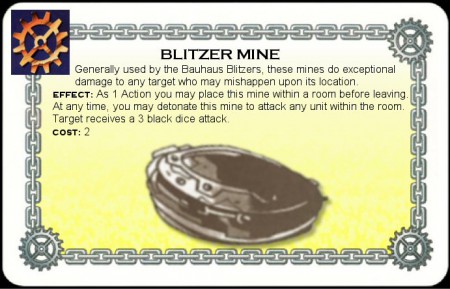 BLITZER MINE
Generally used by the Bauhaus Blitzers, these mines do exceptional
damage to any target who may mishappen upon its location.
EFFECT: As 1 Action you may place this mine within a room before leaving.
At any time, you may detonate this mine to attack any unit within the room.
Target receives a 3 black dice attack.
COST: 2